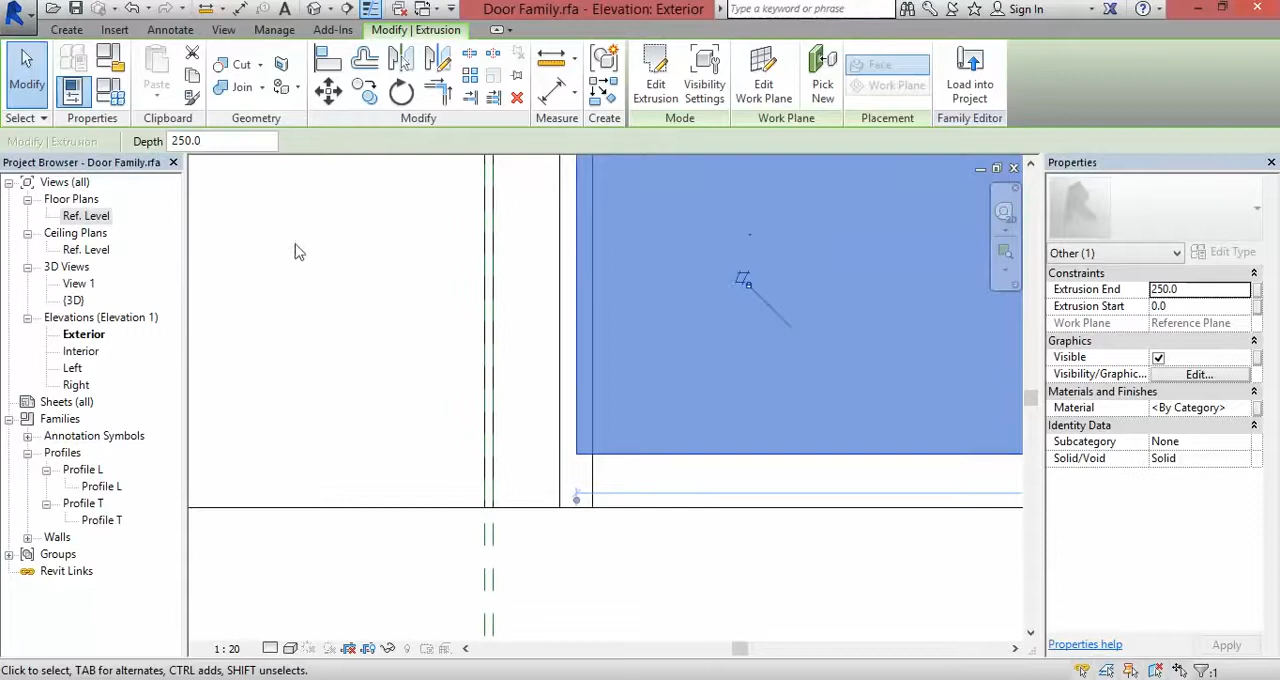 Door Family.rfa - Elevation: Exterior
Type a keyword or phrase
Sign In
Create Insert Annotate View Manage Add-Ins Modify | Extrusion
Modify Paste Cut Join Edit Extrusion Visibility Settings Edit Work Plane Pick New Face Work Plane Load into Project
Select Properties Clipboard Geometry Modify Measure Create Mode Work Plane Placement Family Editor
Modify | Extrusion Depth 250.0
Project Browser - Door Family.rfa
Views (all)
Floor Plans
Ref. Level
Ceiling Plans
Ref. Level
3D Views
View 1
{3D}
Elevations (Elevation 1)
Exterior
Interior
Left
Right
Sheets (all)
Families
Annotation Symbols
Profiles
Profile L
Profile L
Profile T
Profile T
Walls
Groups
Revit Links
Properties
Other (1) Edit Type
Constraints
Extrusion End 250.0
Extrusion Start 0.0
Work Plane Reference Plane
Graphics
Visible
Visibility/Graphic... Edit...
Materials and Finishes
Material <By Category>
Identity Data
Subcategory None
Solid/Void Solid
Properties help Apply
1 : 20
Click to select, TAB for alternates, CTRL adds, SHIFT unselects.
:1